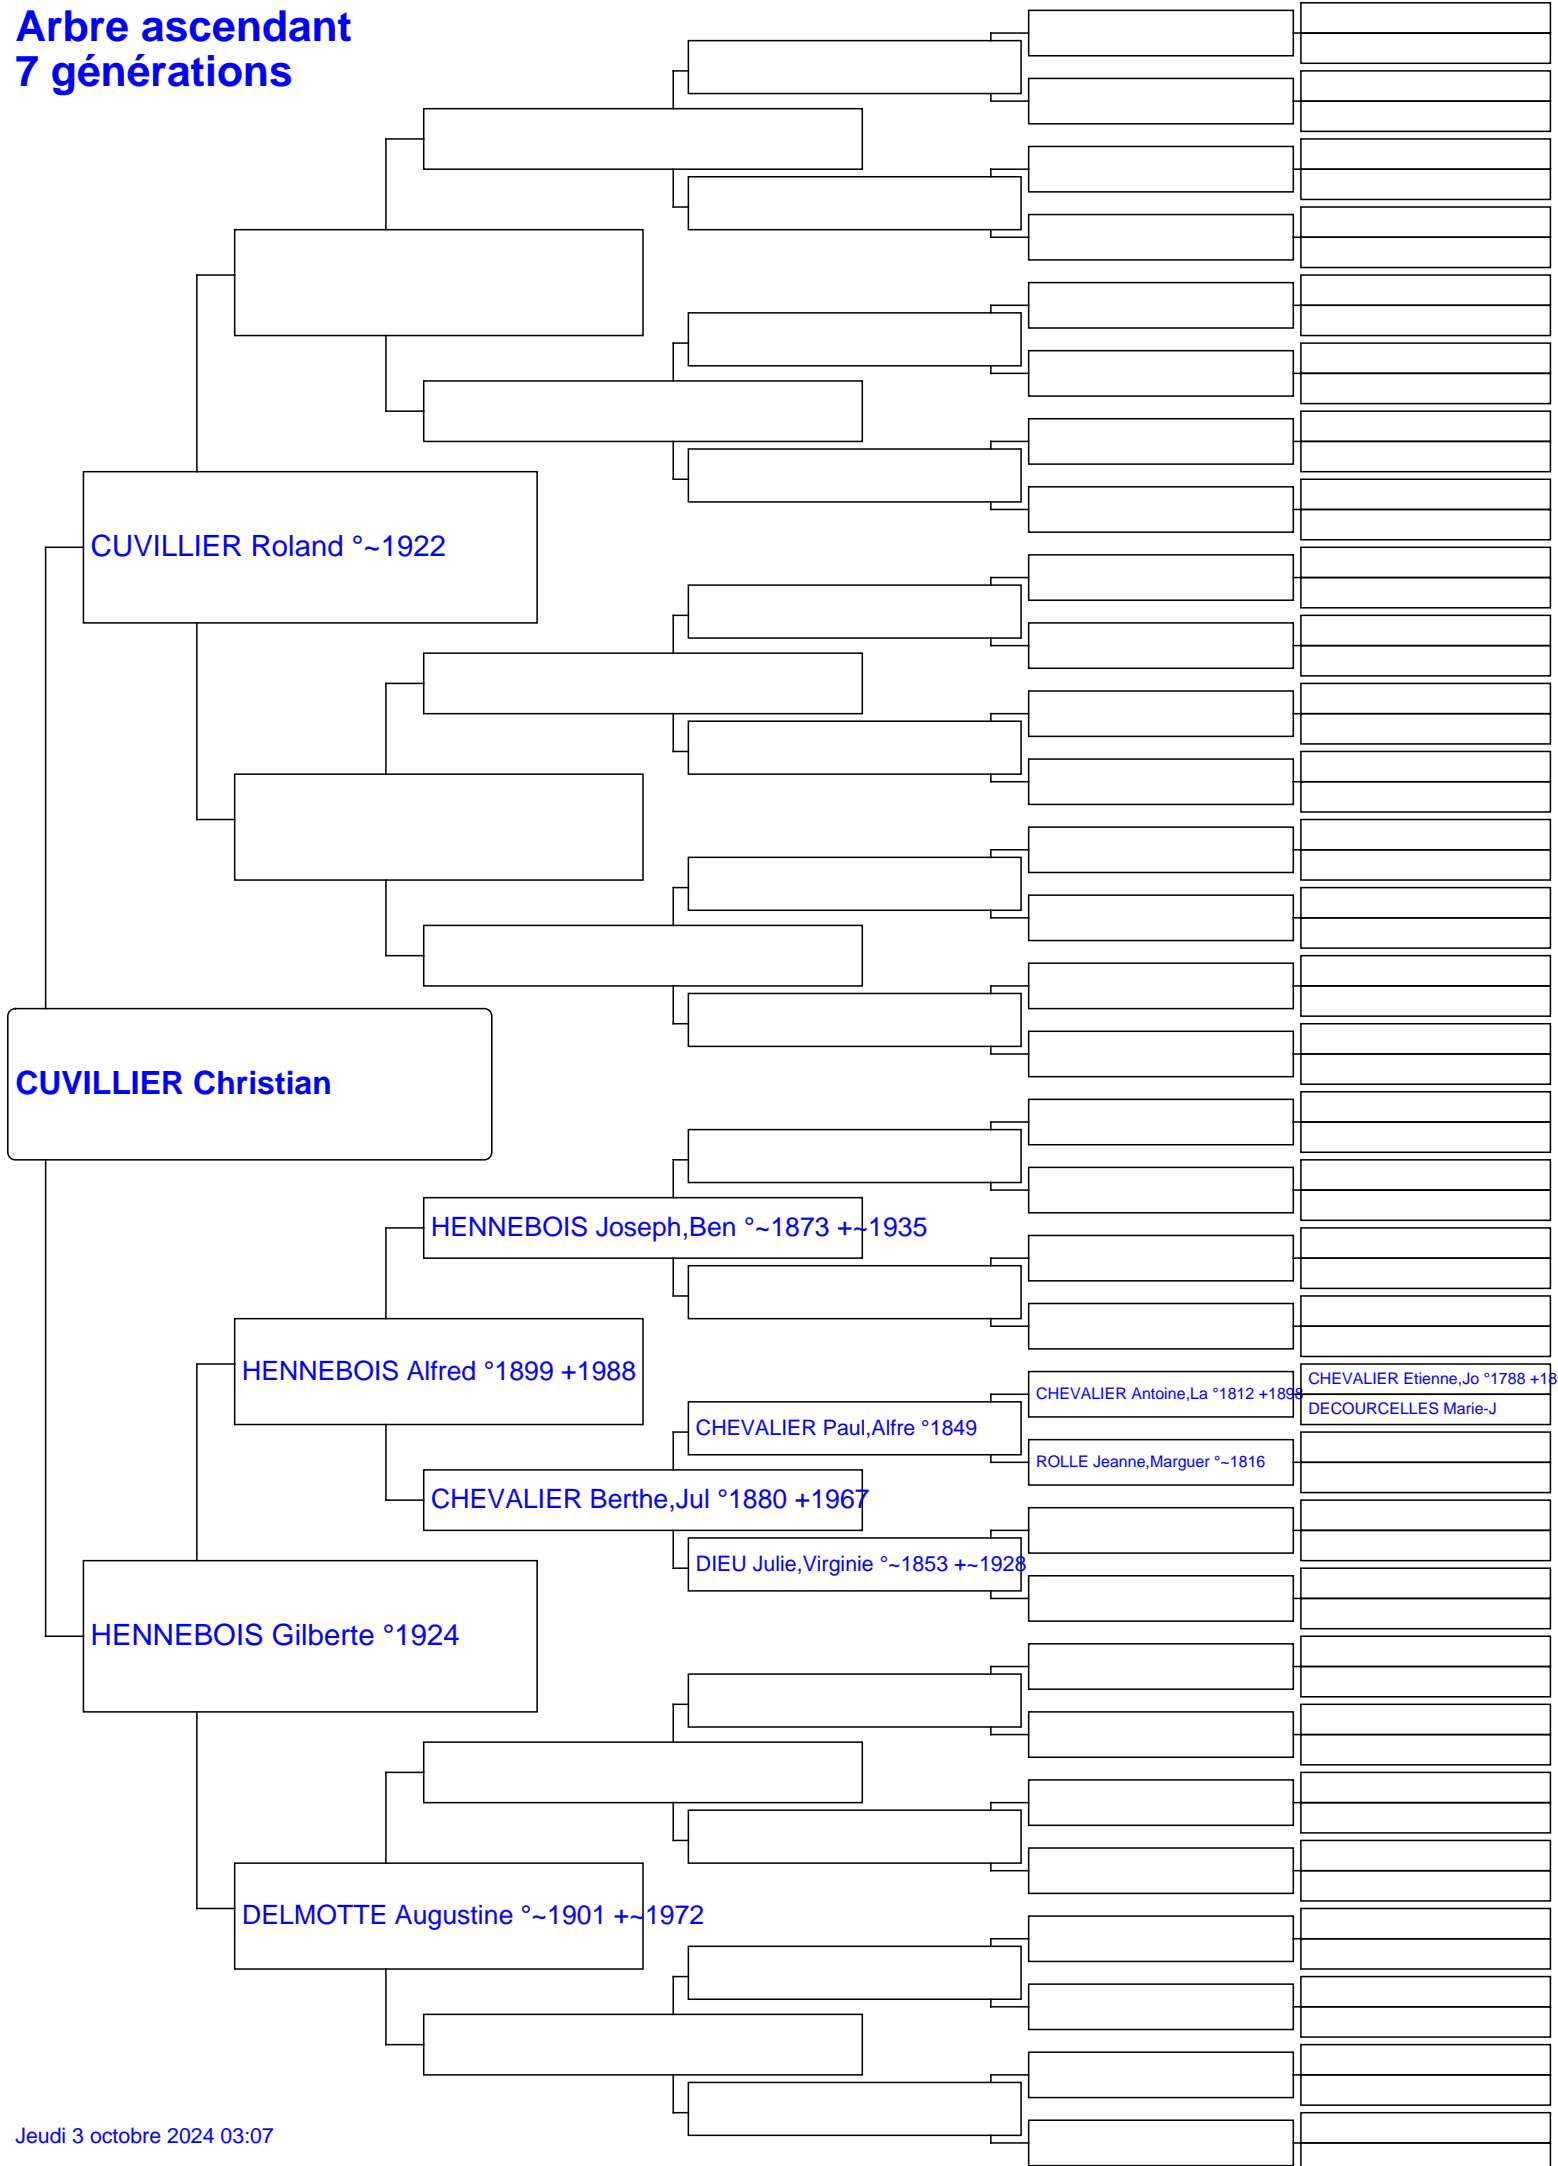 Arbre ascendant
7 générations
CUVILLIER Roland °~1922
CUVILLIER Christian
HENNEBOIS Joseph,Ben °~1873 +~1935
HENNEBOIS Alfred °1899 +1988
CHEVALIER Etienne,Jo °1788 +18
CHEVALIER Antoine,La °1812 +1898
DECOURCELLES Marie-J
CHEVALIER Paul,Alfre °1849
ROLLE Jeanne,Marguer °~1816
CHEVALIER Berthe,Jul °1880 +1967
DIEU Julie,Virginie °~1853 +~1928
HENNEBOIS Gilberte °1924
DELMOTTE Augustine °~1901 +~1972
Jeudi 3 octobre 2024 03:07